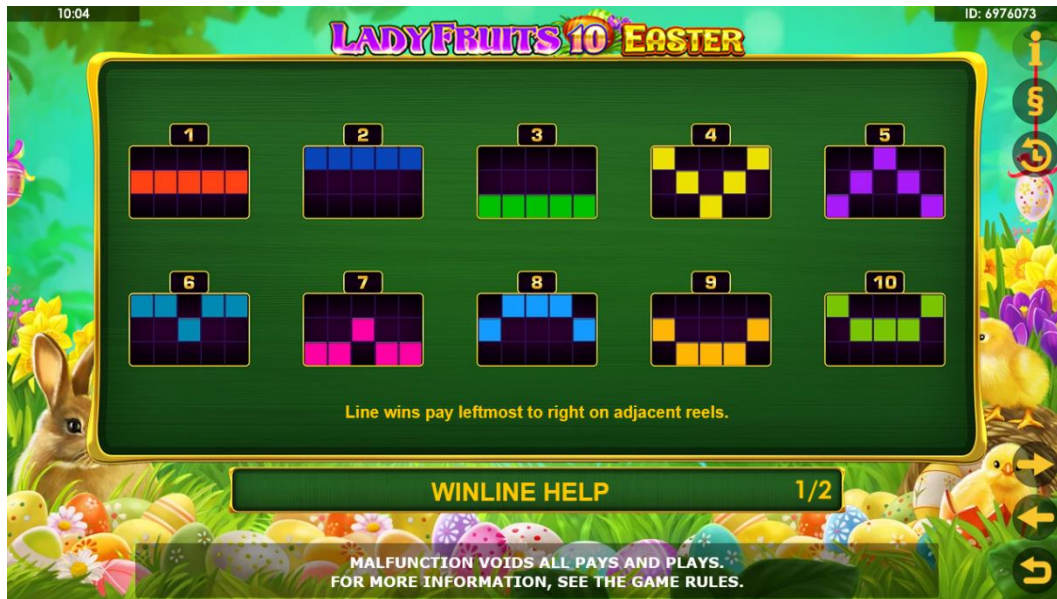 10:04
ID: 6976073
LADY FRUITS 10 EASTER
1
2
3
4
5
6
7
8
9
10
Line wins pay leftmost to right on adjacent reels.
WINLINE HELP
1/2
MALFUNCTION VOIDS ALL PAYS AND PLAYS.
FOR MORE INFORMATION, SEE THE GAME RULES.
i
§